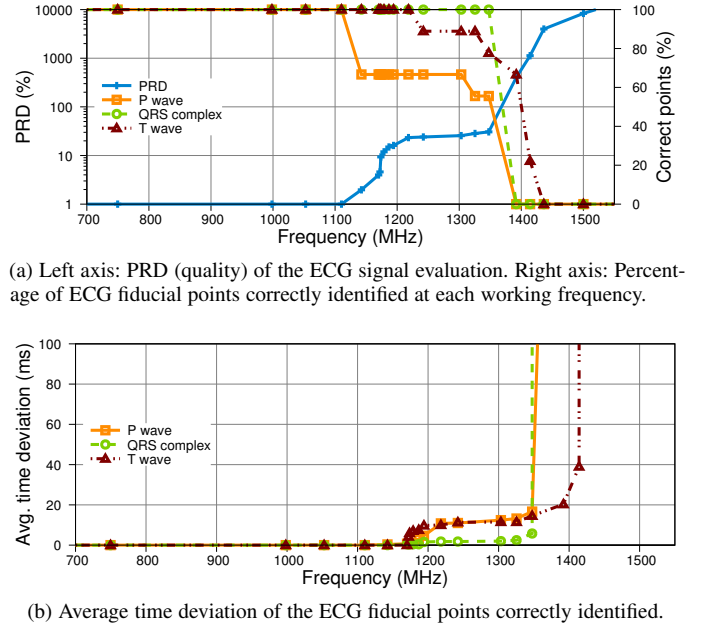 10000
1000
100
10
1
PRD (%)
PRD
P wave
QRS complex
T wave
100
80
60
40
20
0
Correct points (%)
700 800 900 1000 1100 1200 1300 1400 1500
Frequency (MHz)
(a) Left axis: PRD (quality) of the ECG signal evaluation. Right axis: Percent-
age of ECG fiducial points correctly identified at each working frequency.
100
80
60
40
20
0
Avg. time deviation (ms)
P wave
QRS complex
T wave
700 800 900 1000 1100 1200 1300 1400 1500
Frequency (MHz)
(b) Average time deviation of the ECG fiducial points correctly identified.